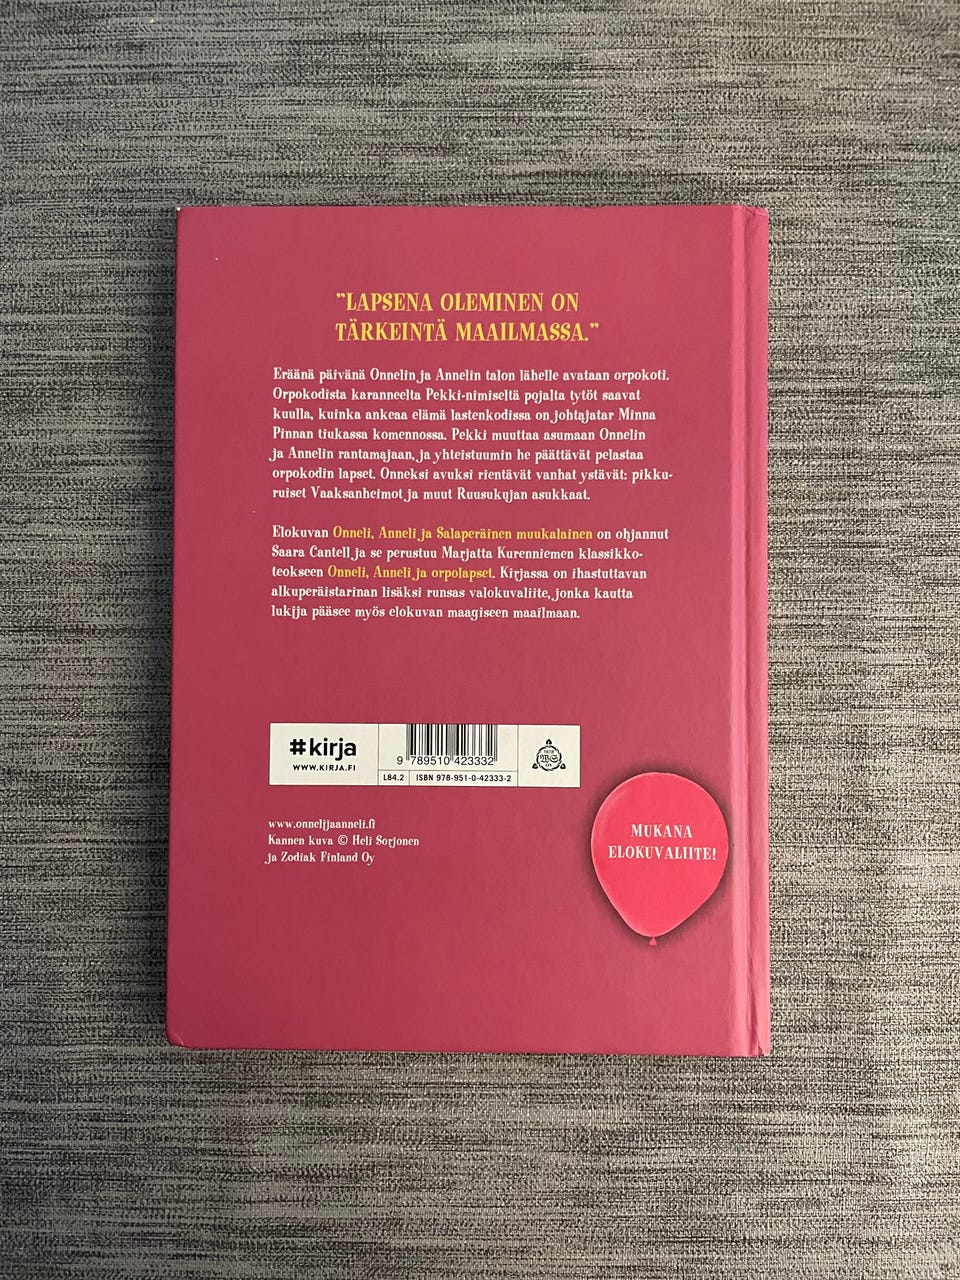 ”LAPSENA OLEMINEN ON
TÄRKEINTÄ MAAILMASSA.”
Eräänä päivänä Onnelin ja Annelin talon lähelle avataan orpokoti.
Orpokodista karanneelta Pekki-nimiseltä pojalta tytöt saavat
kuulla, kuinka ankeaa elämä lastenkodissa on johtajatar Minna
Pinnan tiukassa komennossa. Pekki muuttaa asumaan Onnelin
ja Annelin rantamajaan, ja yhteistuumin he päättävät pelastaa
orpokodin lapset. Onneksi avuksi rientävät vanhat ystävät: pikku-
ruiset Vaaksanheimot ja muut Ruusukujan asukkaat.
Elokuvan Onneli, Anneli ja Salaperäinen muukalainen on ohjannut
Saara Cantell ja se perustuu Marjatta Kurenniemen klassikko-
teokseen Onneli, Anneli ja orpolapset. Kirjassa on ihastuttavan
alkuperäistarinan lisäksi runsas valokuvaliite, jonka kautta
lukija pääsee myös elokuvan maagiseen maailmaan.
#kirja
WWW.KIRJA.FI
9 789510 423332
L84.2 ISBN 978-951-0-42333-2
1878
OY
www.onnelijaanneli.fi
Kannen kuva © Heli Sorjonen
ja Zodiak Finland Oy
MUKANA
ELOKUVALIITE!